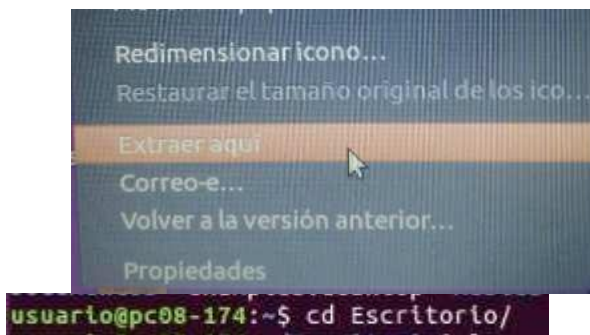 Redimensionar icono...
Restaurar el tamaño original de los ico...
Extraer aquí
Correo-e...
Volver a la versión anterior...
Propiedades
usuario@pc08-174:~$ cd Escritorio/